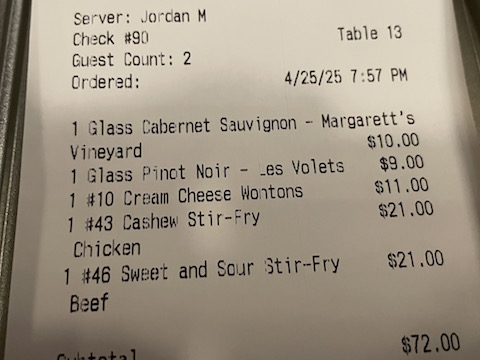 Server: Jordan M
Check #90 Table 13
Guest Count: 2
Ordered: 4/25/25 7:57 PM
1 Glass Cabernet Sauvignon - Margarett's
Vineyard $10.00
1 Glass Pinot Noir - Les Volets $9.00
1 #10 Cream Cheese Wontons $11.00
1 #43 Cashew Stir-Fry $21.00
Chicken
1 #46 Sweet and Sour Stir-Fry $21.00
Beef
Subtotal $72.00